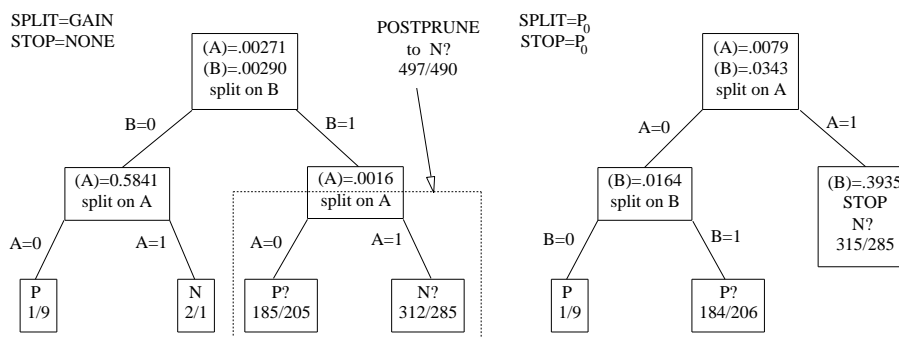 SPLIT=GAIN
STOP=NONE
(A)=.00271
(B)=.00290
split on B
POSTPRUNE
to N?
497/490
B=0
B=1
(A)=0.5841
split on A
(A)=.0016
split on A
A=0
A=1
A=0
A=1
P
1/9
N
2/1
P?
185/205
N?
312/285
SPLIT=P₀
STOP=P₀
(A)=.0079
(B)=.0343
split on A
A=0
A=1
(B)=.0164
split on B
(B)=.3935
STOP
N?
315/285
B=0
B=1
P
1/9
P?
184/206